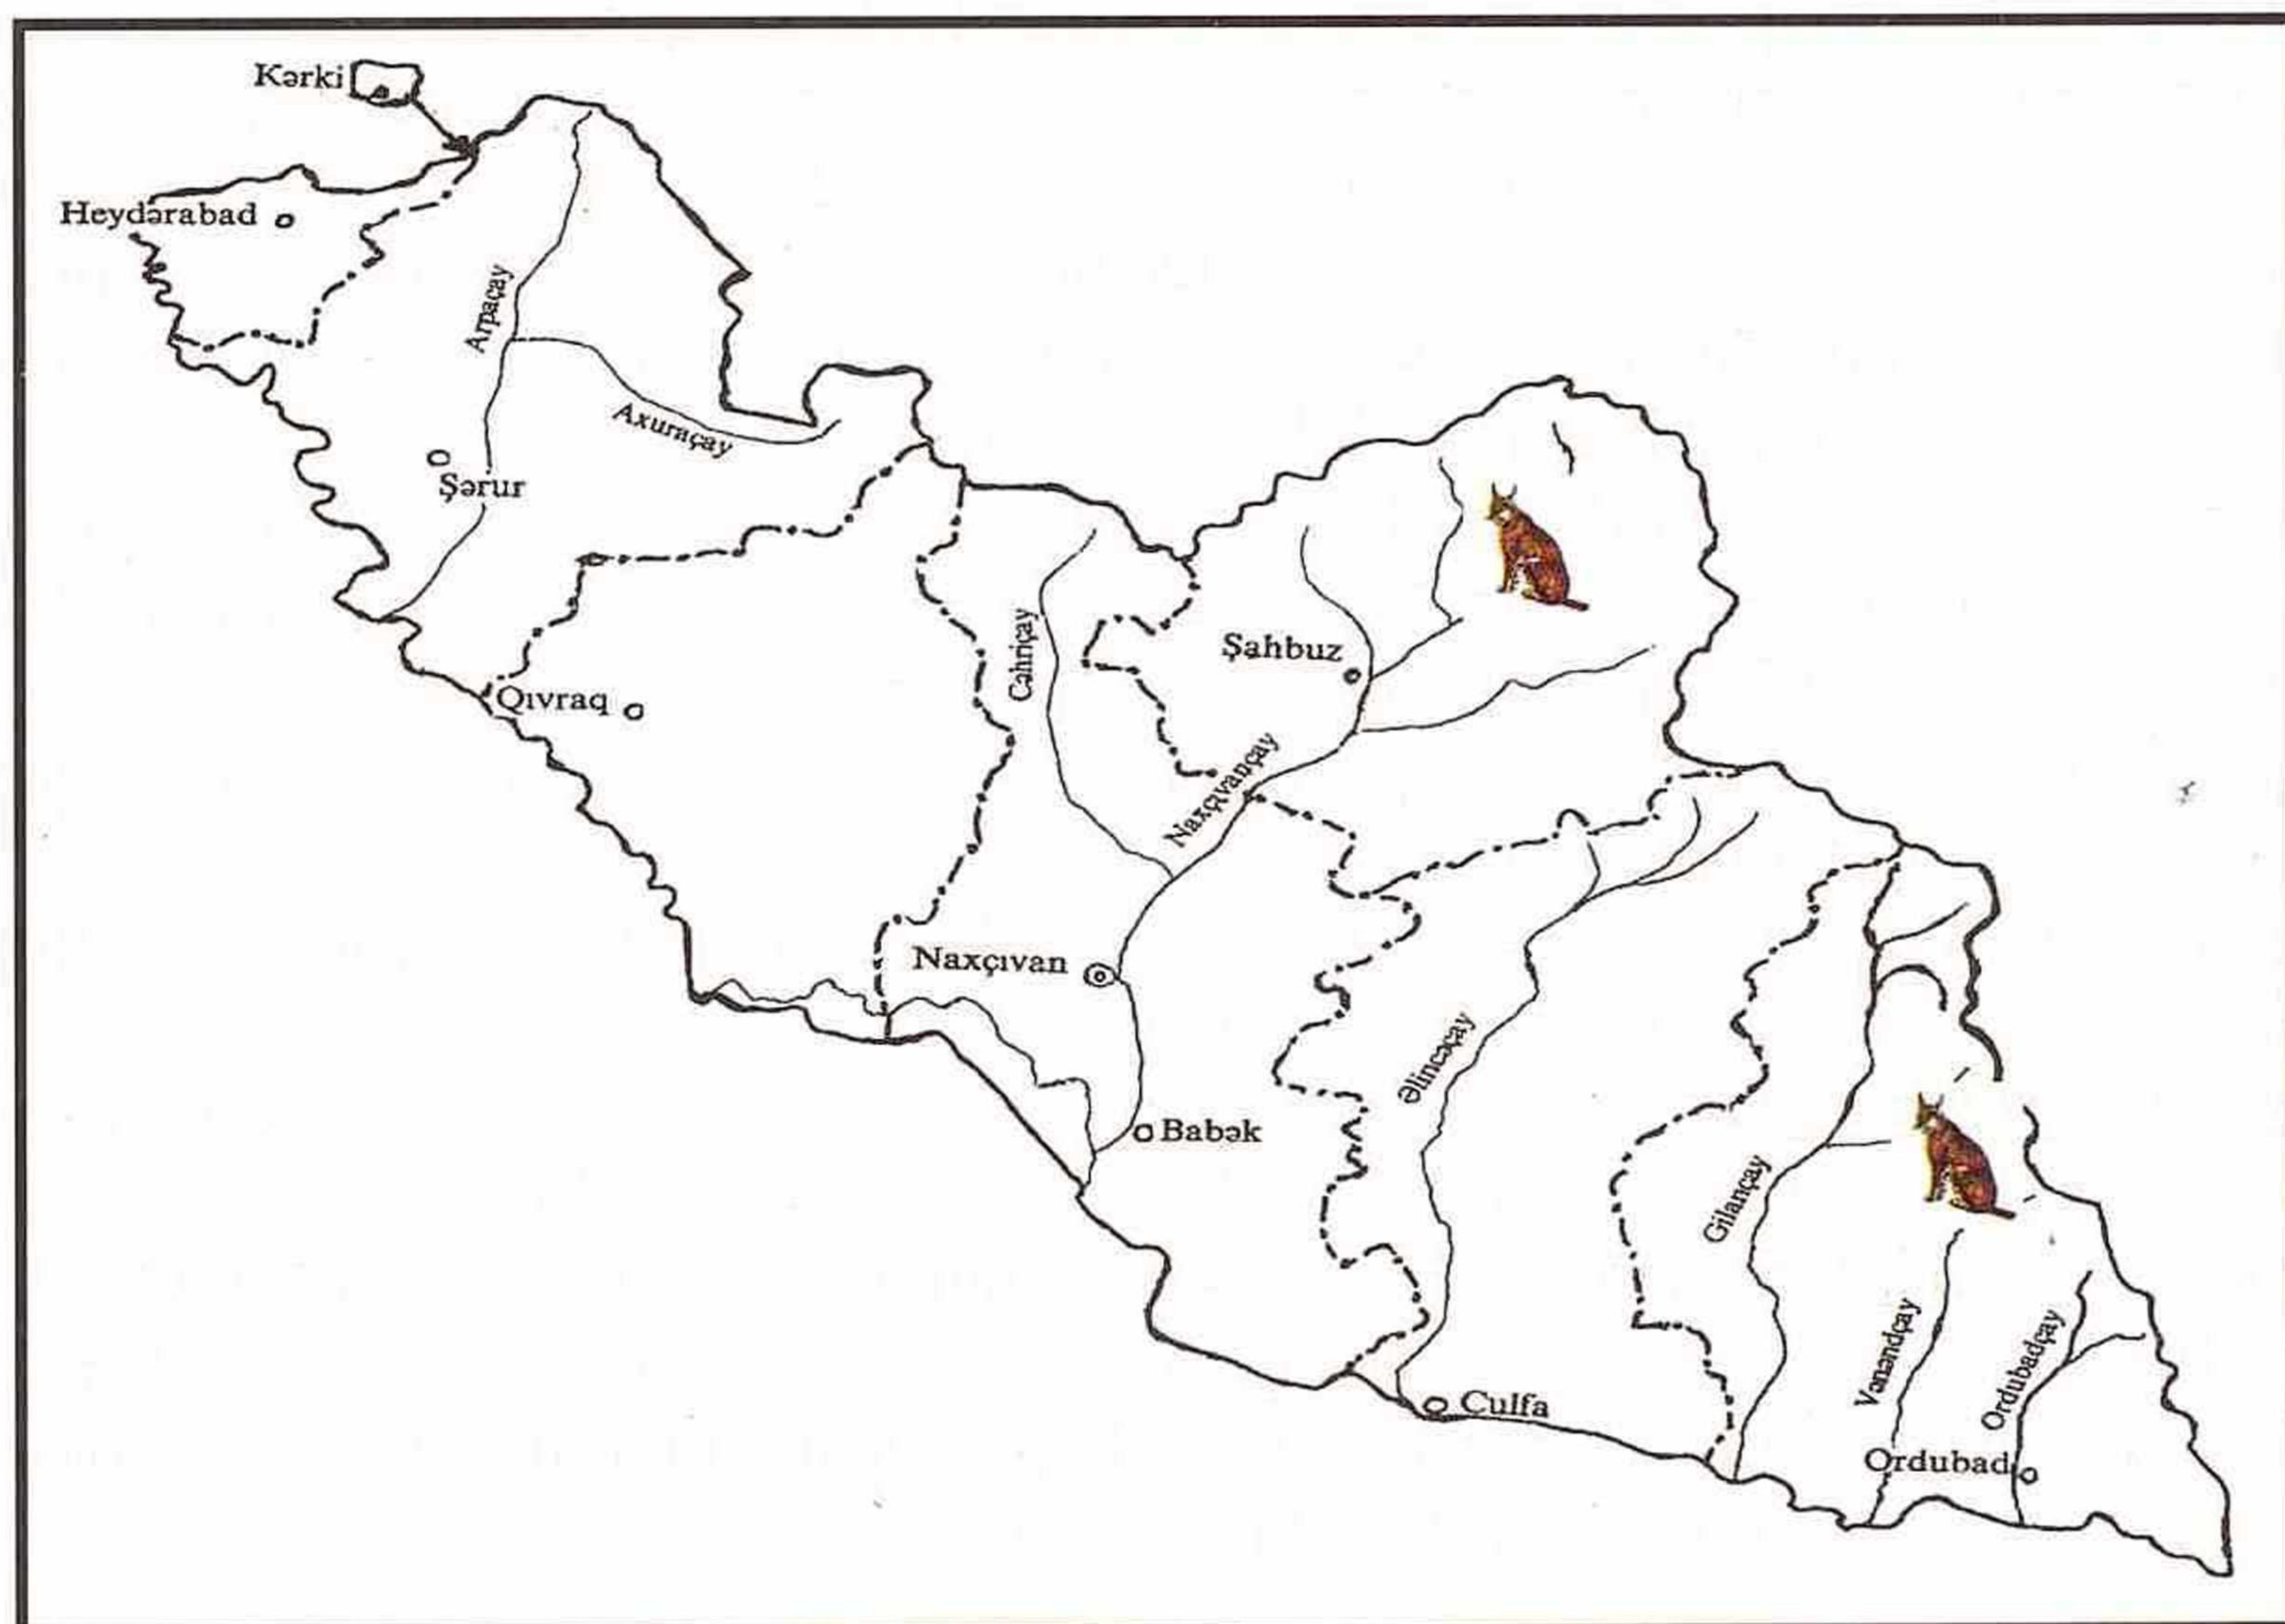 Kərki
Heydərabad
Arpaçay
Axuraçay
Şərur
Qıvraq
Cəhriçay
Şahbuz
Naxçıvançay
Naxçıvan
Əlincəçay
Babək
Gilançay
Vənəndçay
Ordubadçay
Culfa
Ordubad